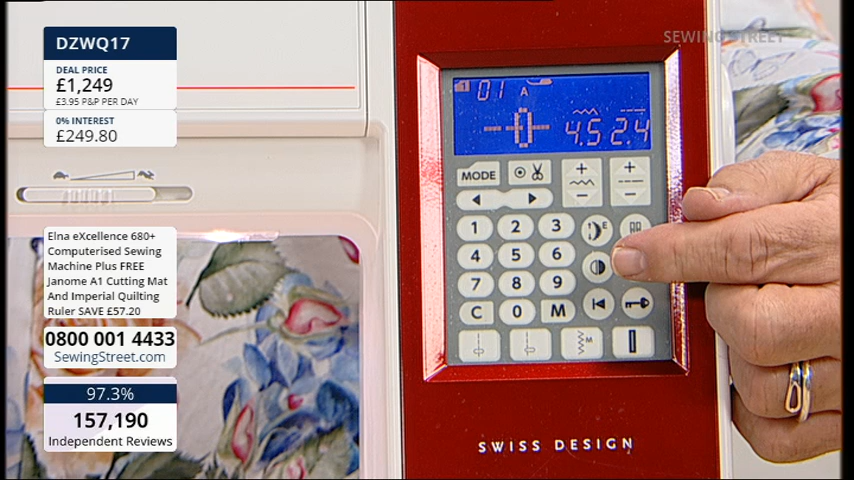 DZWQ17
DEAL PRICE
£1,249
£3.95 P&P PER DAY
0% INTEREST
£249.80
Elna eXcellence 680+
Computerised Sewing
Machine Plus FREE
Janome A1 Cutting Mat
And Imperial Quilting
Ruler SAVE £57.20
0800 001 4433
SewingStreet.com
97.3%
157,190
Independent Reviews
SEWING STREET
1 01 A
4.5 2.4
MODE
+ +
- -
1 2 3 E
4 5 6
7 8 9
C 0 M
M
SWISS DESIGN